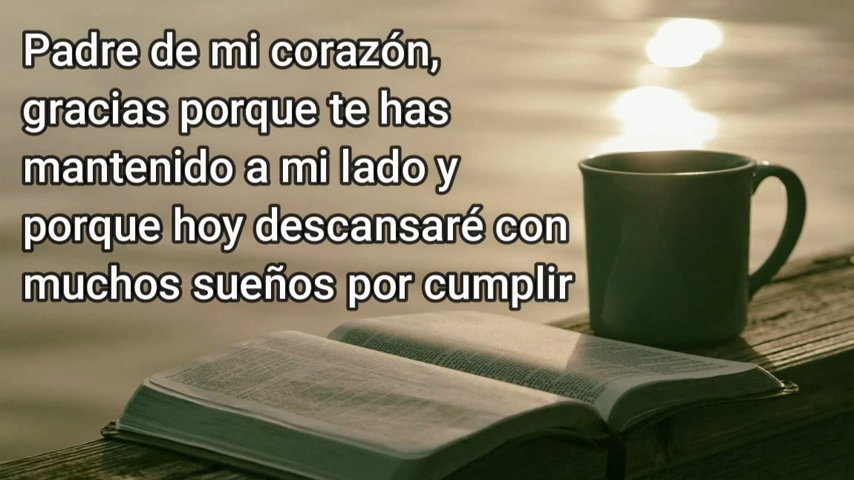 Padre de mi corazón,
gracias porque te has
mantenido a mi lado y
porque hoy descansaré con
muchos sueños por cumplir